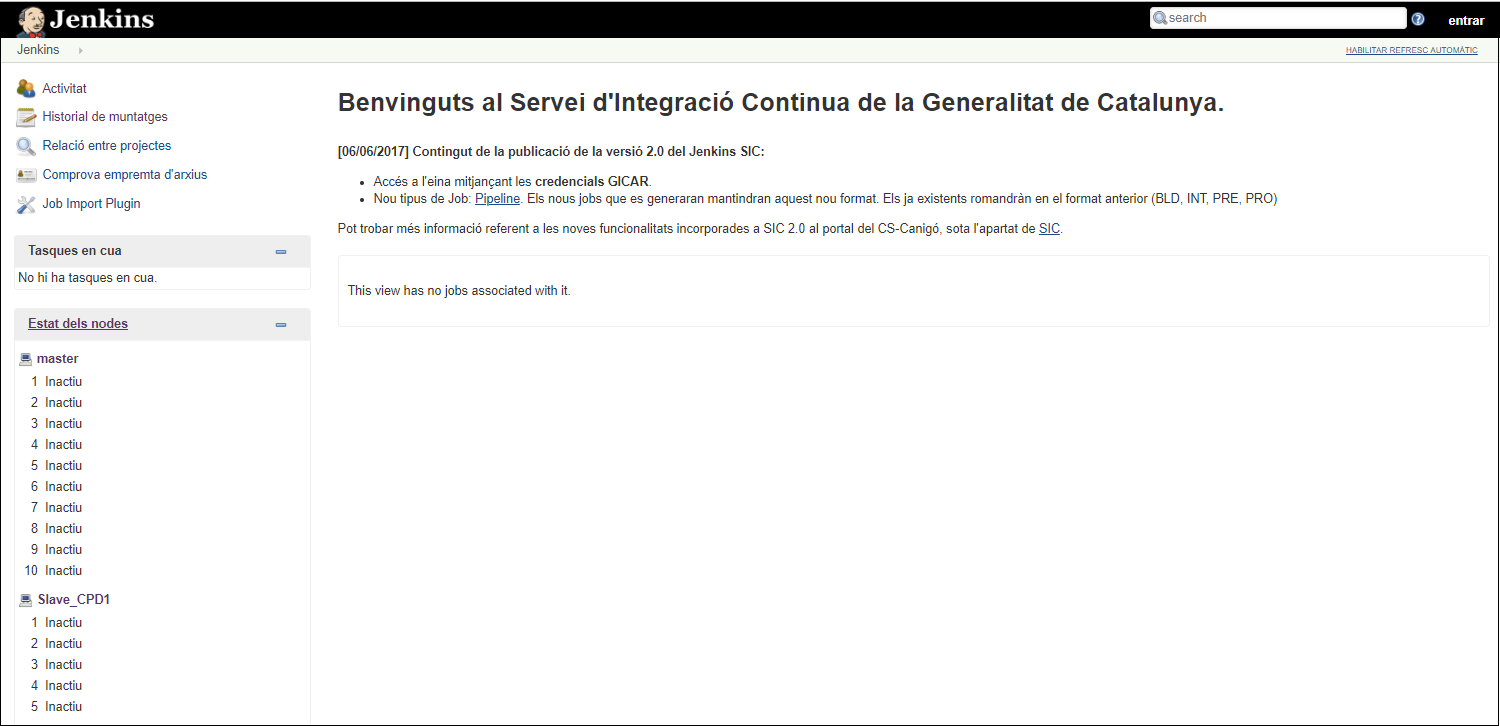 Jenkins
search
entrar
Jenkins
HABILITAR REFRESC AUTOMÀTIC
Activitat
Historial de muntatges
Relació entre projectes
Comprova empremta d'arxius
Job Import Plugin
Tasques en cua
No hi ha tasques en cua.
Estat dels nodes
master
1 Inactiu
2 Inactiu
3 Inactiu
4 Inactiu
5 Inactiu
6 Inactiu
7 Inactiu
8 Inactiu
9 Inactiu
10 Inactiu
Slave_CPD1
1 Inactiu
2 Inactiu
3 Inactiu
4 Inactiu
5 Inactiu
Benvinguts al Servei d'Integració Continua de la Generalitat de Catalunya.
[06/06/2017] Contingut de la publicació de la versió 2.0 del Jenkins SIC:
• Accés a l'eina mitjançant les credencials GICAR.
• Nou tipus de Job: Pipeline. Els nous jobs que es generaran mantindran aquest nou format. Els ja existents romandràn en el format anterior (BLD, INT, PRE, PRO)
Pot trobar més informació referent a les noves funcionalitats incorporades a SIC 2.0 al portal del CS-Canigó, sota l'apartat de SIC.
This view has no jobs associated with it.